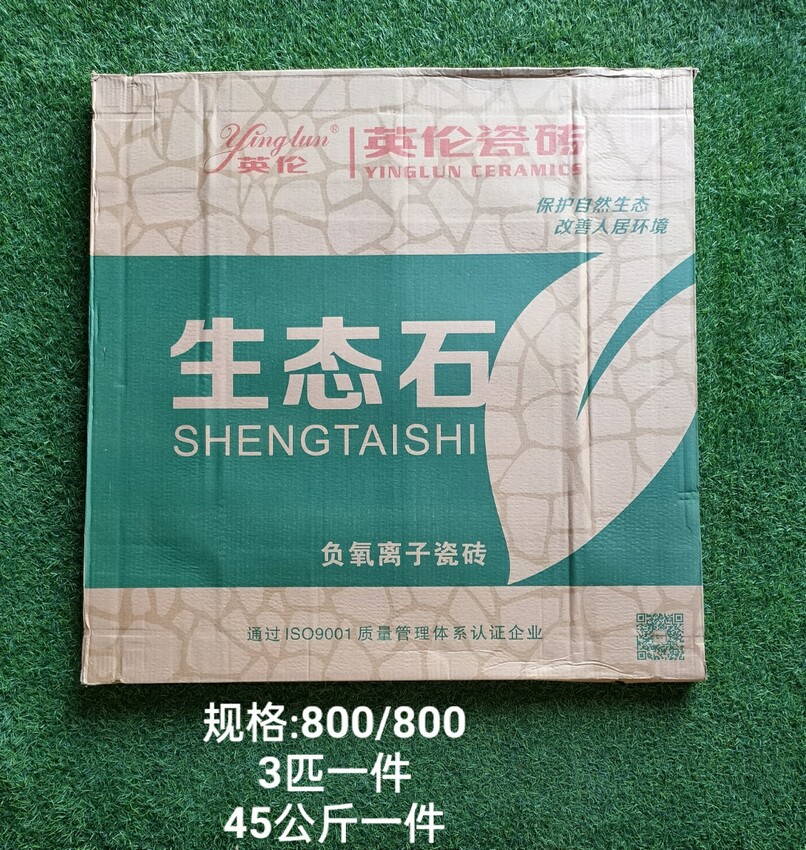 Yinglun®
英伦
英伦瓷砖
YINGLUN CERAMICS
保护自然生态
改善人居环境
生态石
SHENGTAISHI
负氧离子瓷砖
通过ISO9001质量管理体系认证企业
规格:800/800
3匹一件
45公斤一件